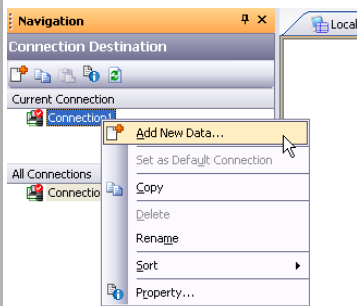 Navigation
Local
Connection Destination
Current Connection
Connection1
Add New Data...
Set as Default Connection
All Connections
Connectio
Copy
Delete
Rename
Sort
Property...